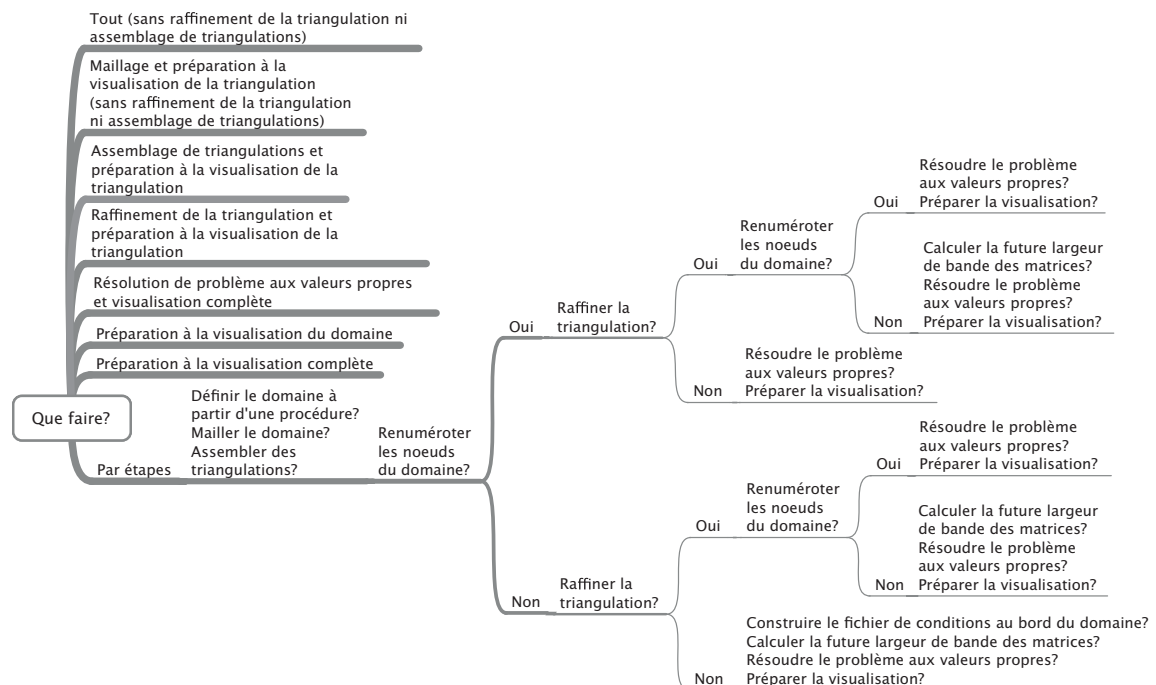 Tout (sans raffinement de la triangulation ni
assemblage de triangulations)
Maillage et préparation à la
visualisation de la triangulation
(sans raffinement de la triangulation
ni assemblage de triangulations)
Assemblage de triangulations et
préparation à la visualisation de la
triangulation
Raffinement de la triangulation et
préparation à la visualisation de la
triangulation
Résolution de problème aux valeurs propres
et visualisation complète
Préparation à la visualisation du domaine
Préparation à la visualisation complète
Que faire?
Par étapes
Définir le domaine à
partir d'une procédure?
Mailler le domaine?
Assembler des
triangulations?
Renuméroter
les noeuds
du domaine?
Oui
Raffiner la
triangulation?
Oui
Renuméroter
les noeuds
du domaine?
Oui
Résoudre le problème
aux valeurs propres?
Préparer la visualisation?
Non
Calculer la future largeur
de bande des matrices?
Résoudre le problème
aux valeurs propres?
Préparer la visualisation?
Non
Résoudre le problème
aux valeurs propres?
Préparer la visualisation?
Non
Raffiner la
triangulation?
Oui
Renuméroter
les noeuds
du domaine?
Oui
Résoudre le problème
aux valeurs propres?
Préparer la visualisation?
Non
Calculer la future largeur
de bande des matrices?
Résoudre le problème
aux valeurs propres?
Préparer la visualisation?
Non
Construire le fichier de conditions au bord du domaine?
Calculer la future largeur de bande des matrices?
Résoudre le problème aux valeurs propres?
Préparer la visualisation?